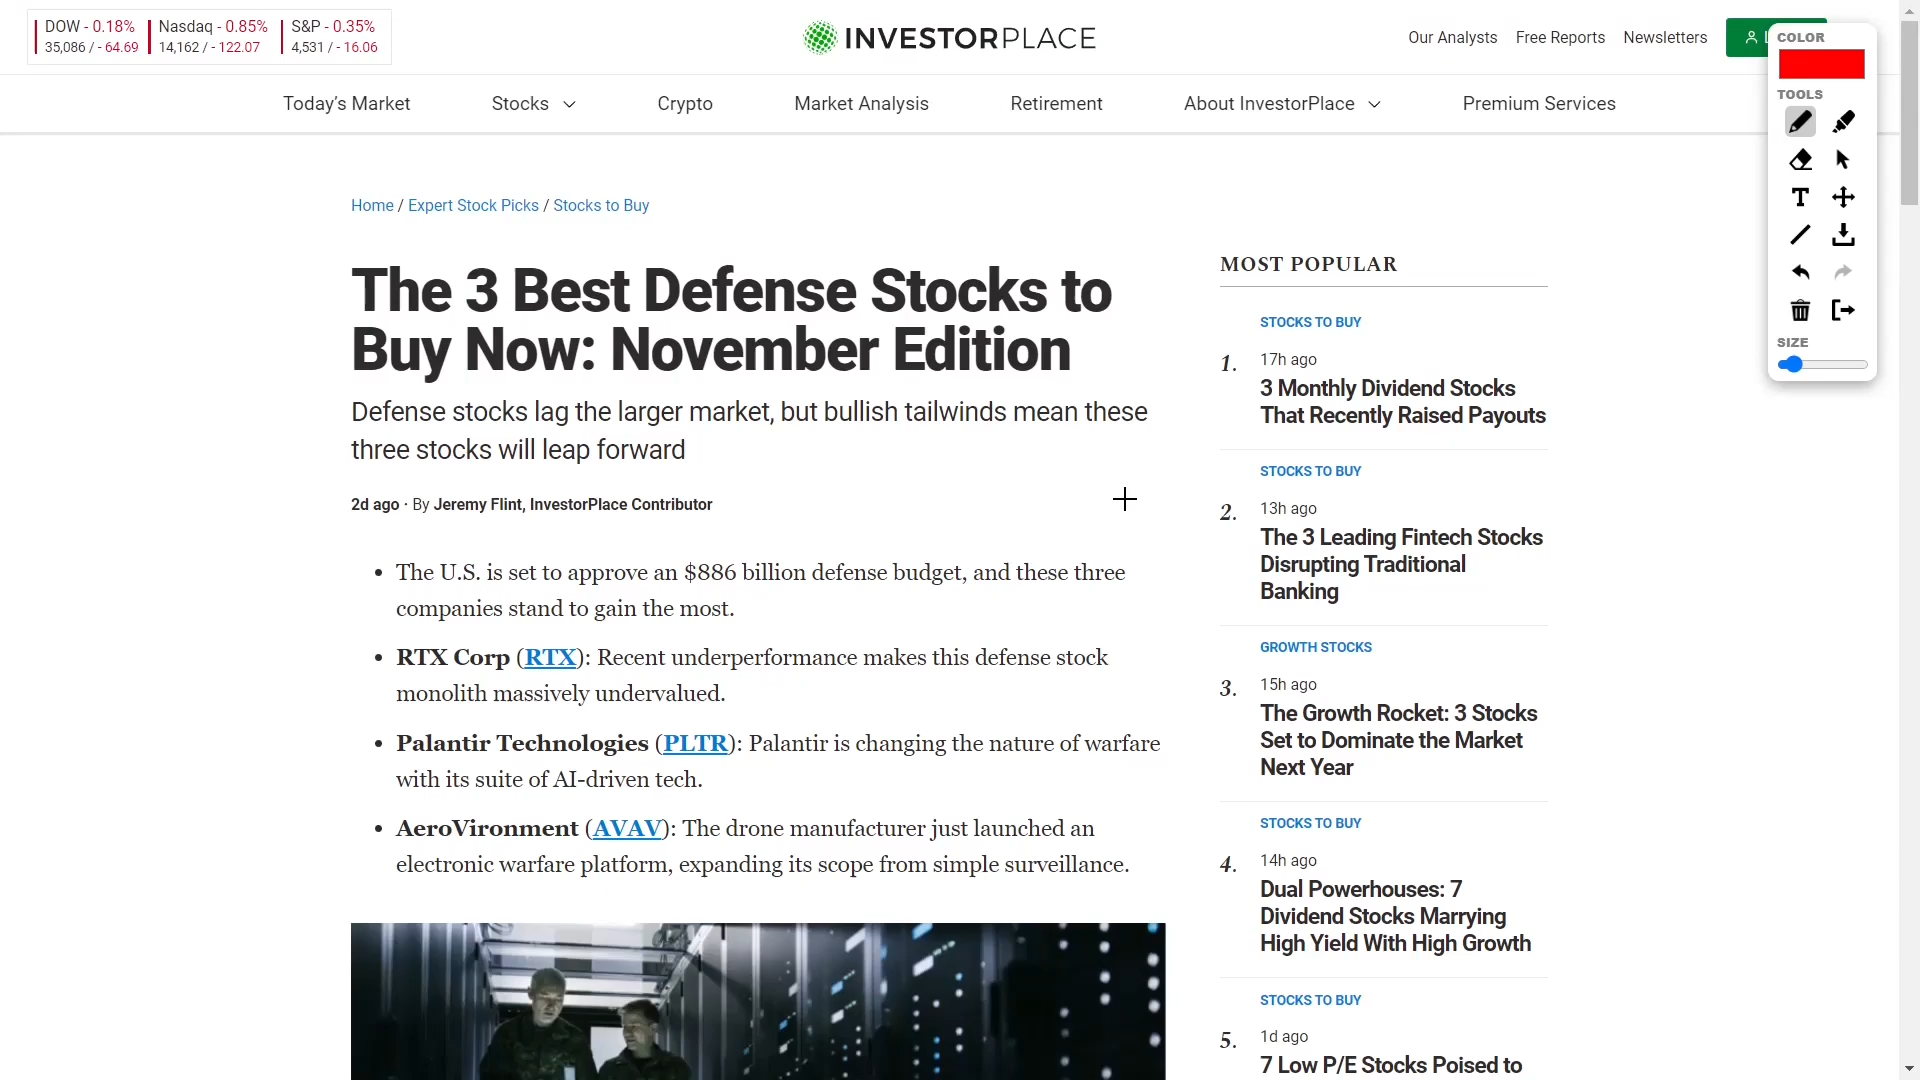 DOW - 0.18%
35,086 / - 64.69
Nasdaq - 0.85%
14,162 / - 122.07
S&P - 0.35%
4,531 / - 16.06
INVESTORPLACE
Our Analysts
Free Reports
Newsletters
Today's Market
Stocks
Crypto
Market Analysis
Retirement
About InvestorPlace
Premium Services
COLOR
TOOLS
SIZE
Home / Expert Stock Picks / Stocks to Buy
The 3 Best Defense Stocks to
Buy Now: November Edition
Defense stocks lag the larger market, but bullish tailwinds mean these
three stocks will leap forward
2d ago · By Jeremy Flint, InvestorPlace Contributor
• The U.S. is set to approve an $886 billion defense budget, and these three
companies stand to gain the most.
• RTX Corp (RTX): Recent underperformance makes this defense stock
monolith massively undervalued.
• Palantir Technologies (PLTR): Palantir is changing the nature of warfare
with its suite of AI-driven tech.
• AeroVironment (AVAV): The drone manufacturer just launched an
electronic warfare platform, expanding its scope from simple surveillance.
MOST POPULAR
STOCKS TO BUY
1. 17h ago
3 Monthly Dividend Stocks
That Recently Raised Payouts
STOCKS TO BUY
2. 13h ago
The 3 Leading Fintech Stocks
Disrupting Traditional
Banking
GROWTH STOCKS
3. 15h ago
The Growth Rocket: 3 Stocks
Set to Dominate the Market
Next Year
STOCKS TO BUY
4. 14h ago
Dual Powerhouses: 7
Dividend Stocks Marrying
High Yield With High Growth
STOCKS TO BUY
5. 1d ago
7 Low P/E Stocks Poised to